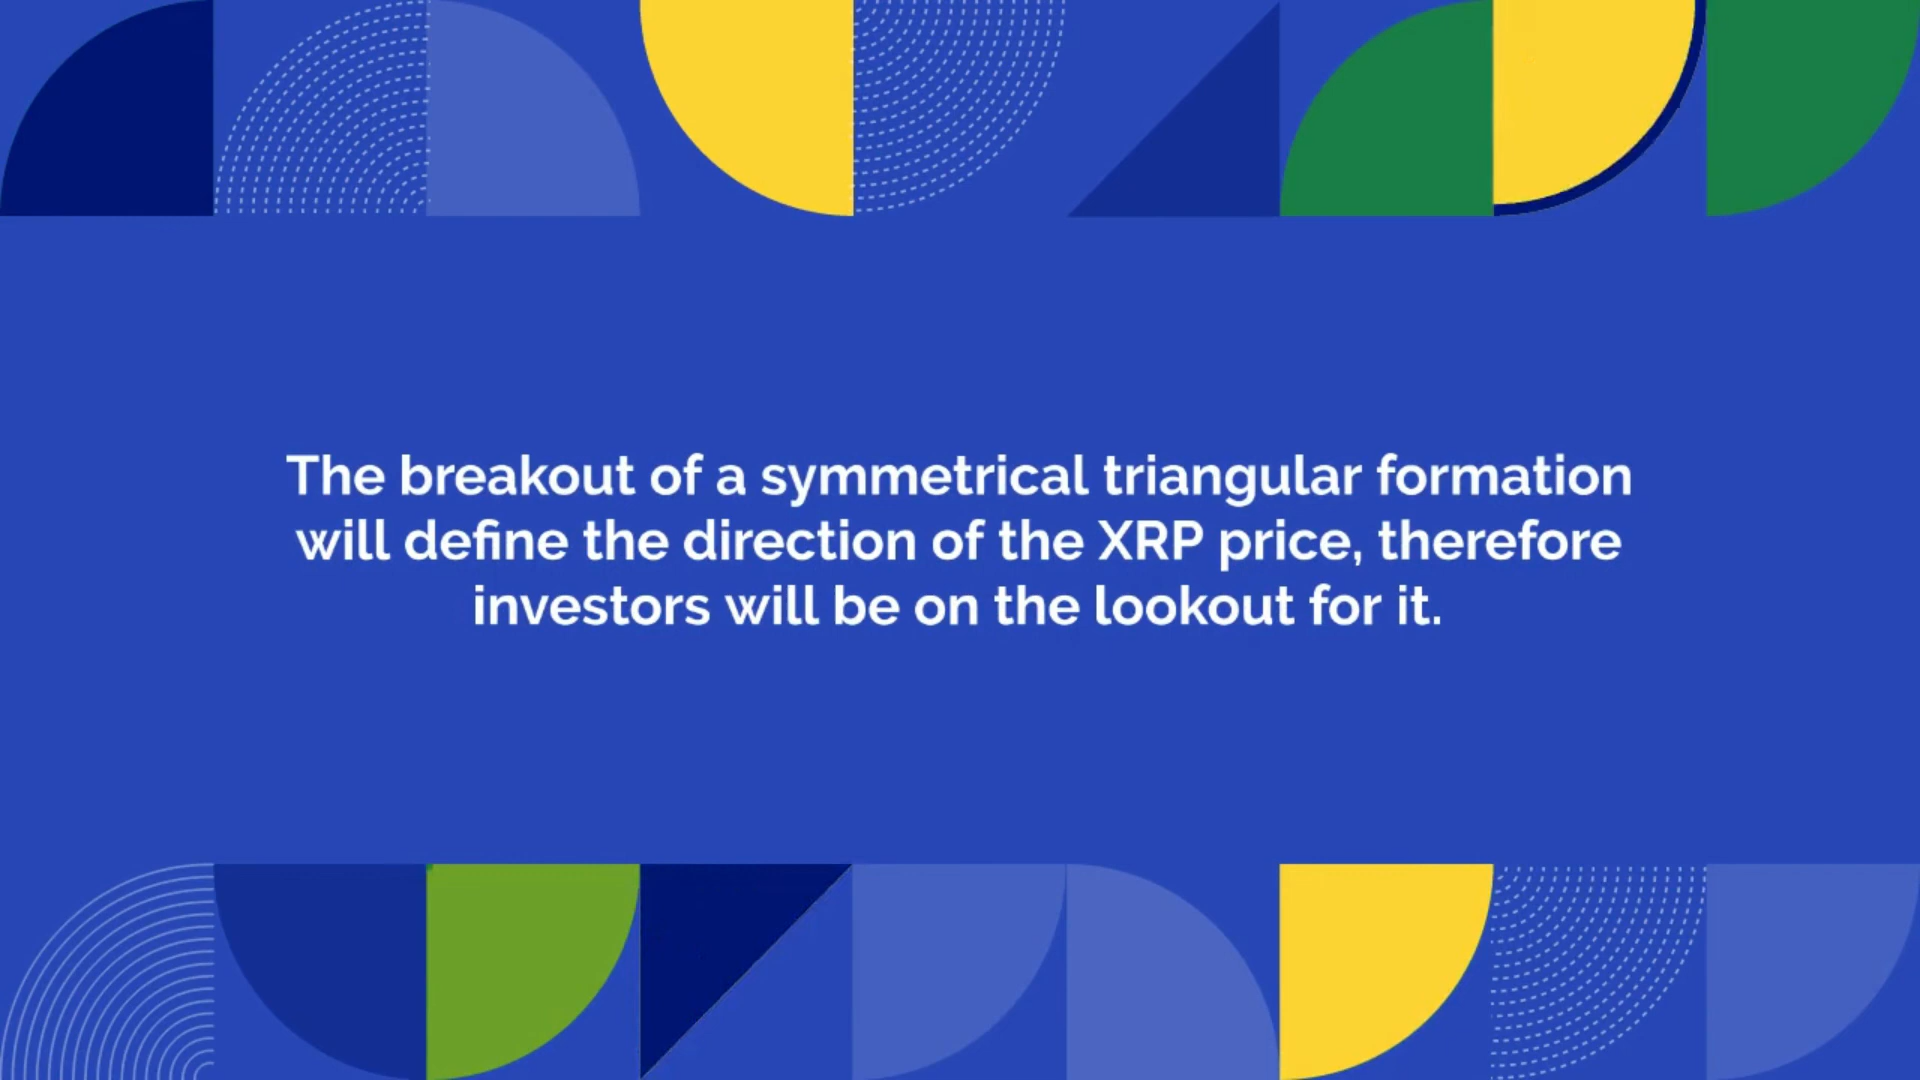 The breakout of a symmetrical triangular formation
will define the direction of the XRP price, therefore
investors will be on the lookout for it.